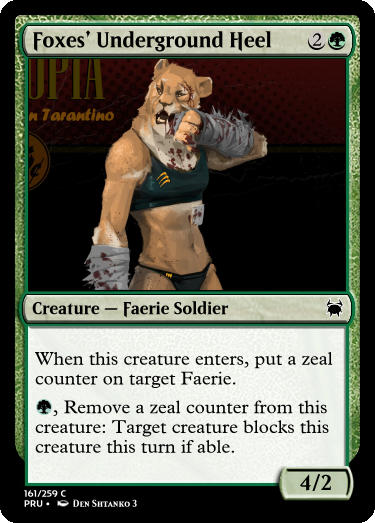 Foxes' Underground Heel 2
OPIA
n Tarantino
Creature — Faerie Soldier
When this creature enters, put a zeal
counter on target Faerie.
, Remove a zeal counter from this
creature: Target creature blocks this
creature this turn if able.
4/2
161/259 C
PRU • Den Shtanko 3